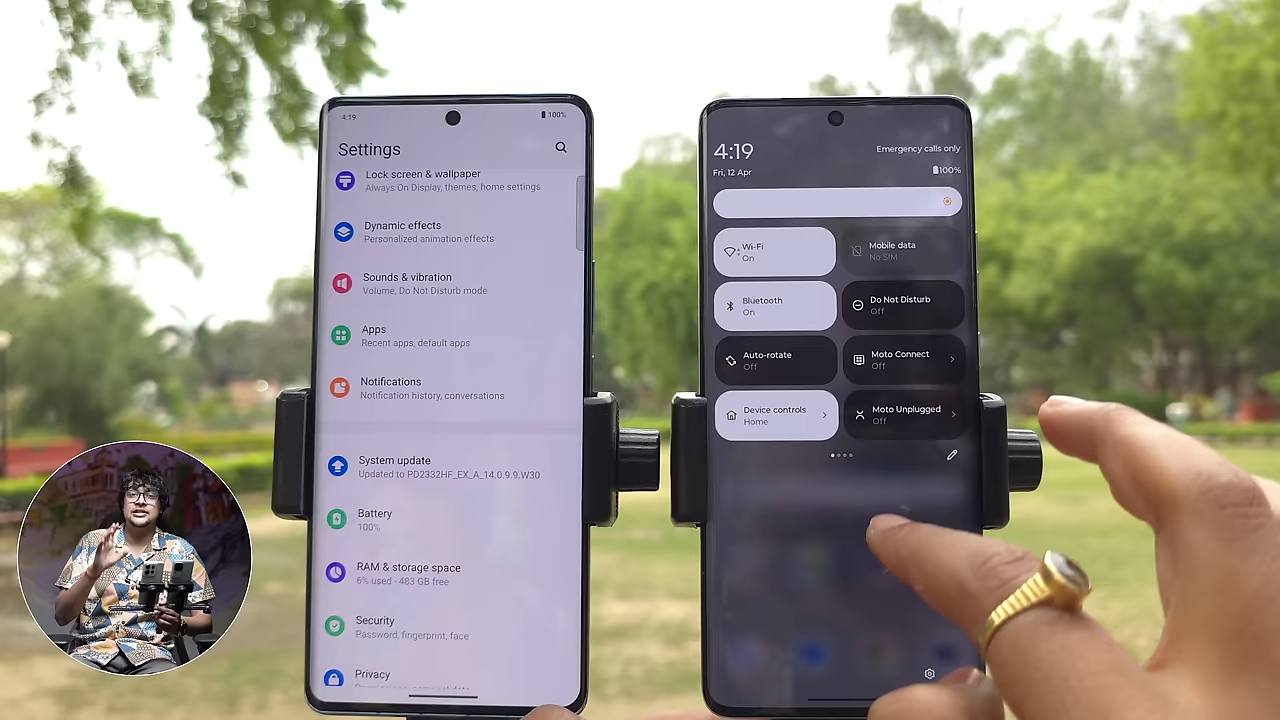 4:19
100%
Settings
Lock screen & wallpaper
Always On Display, themes, home settings
Dynamic effects
Personalized animation effects
Sounds & vibration
Volume, Do Not Disturb mode
Apps
Recent apps, default apps
Notifications
Notification history, conversations
System update
Updated to PD2332HF_EX_A_14.0.9.9.W30
Battery
100%
RAM & storage space
6% used - 483 GB free
Security
Password, fingerprint, face
Privacy
4:19
Emergency calls only
Fri, 12 Apr
100%
Wi-Fi
On
Mobile data
No SIM
Bluetooth
On
Do Not Disturb
Off
Auto-rotate
Off
Moto Connect
Off
Device controls
Home
Moto Unplugged
Off